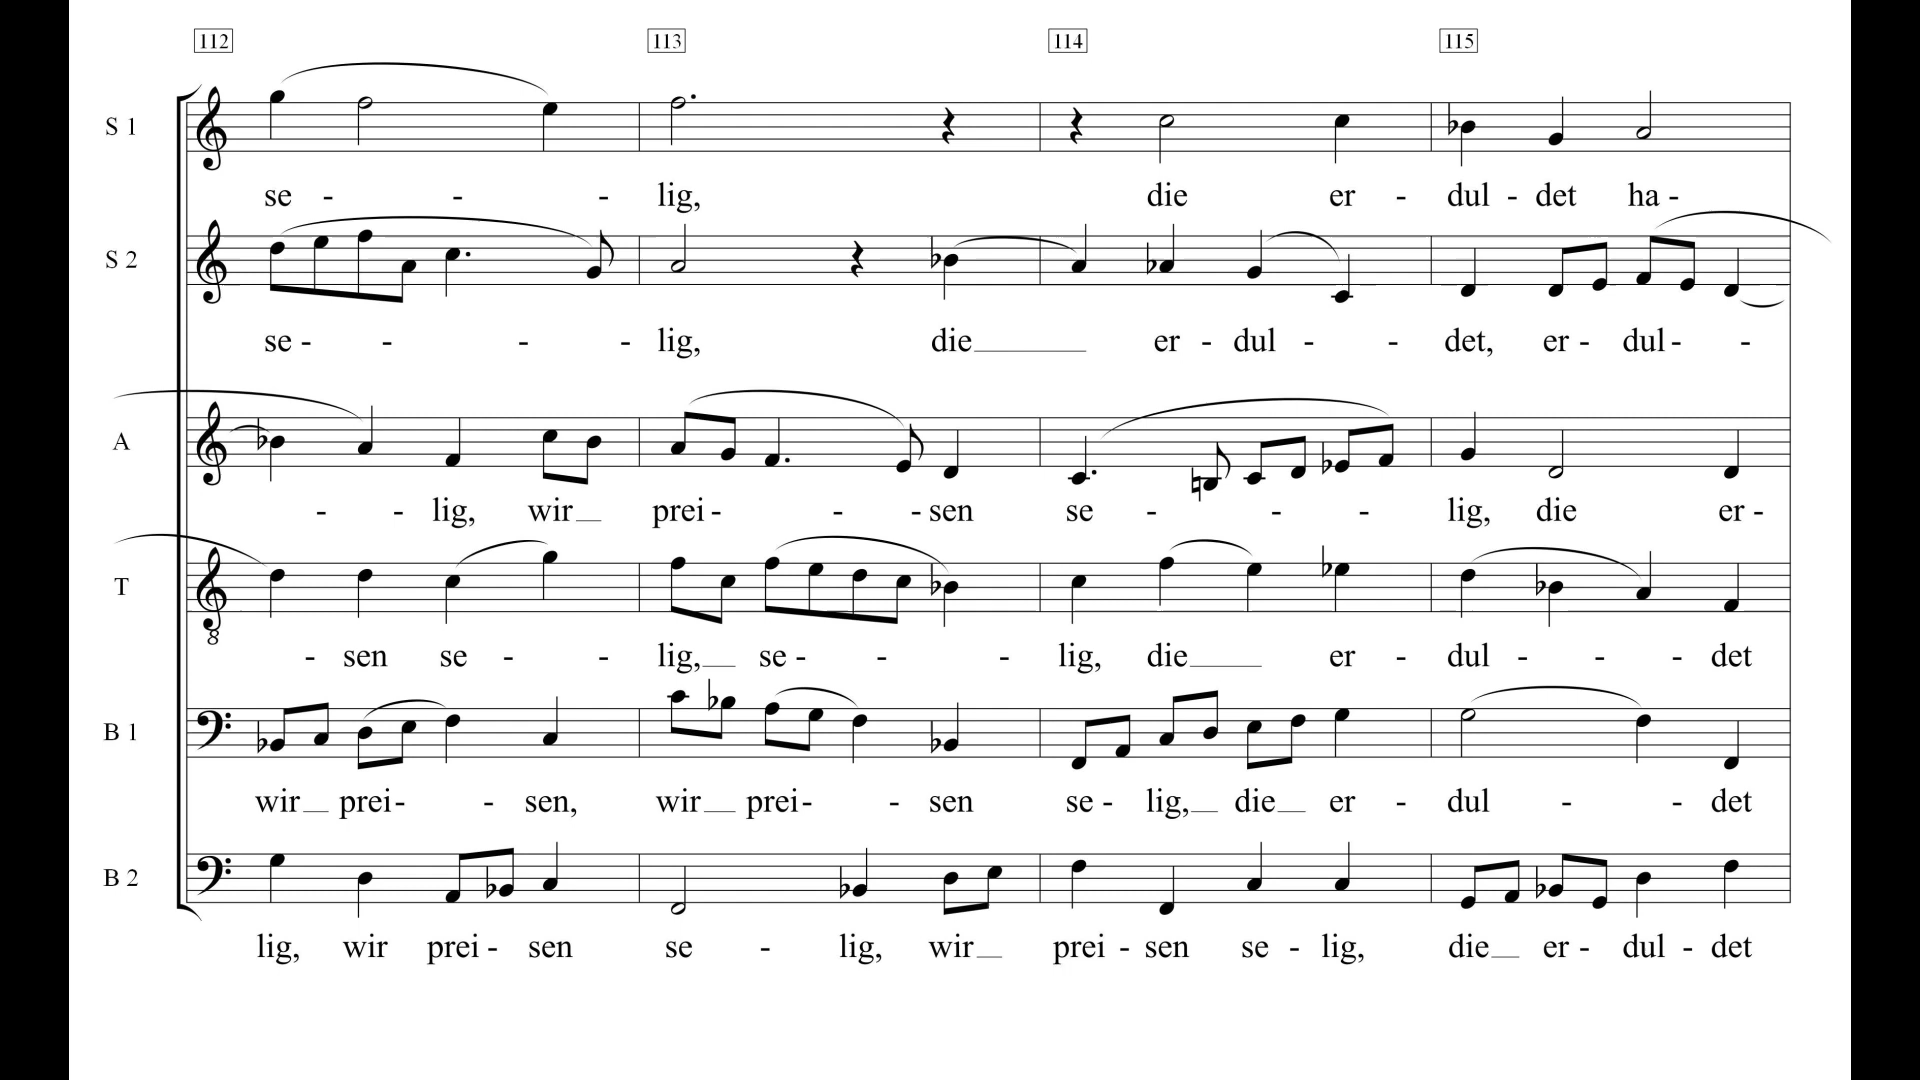 112 113 114 115
S 1
se - - - lig, die er - dul - det ha -
S 2
se - - - - lig, die er - dul - - det, er - dul - -
A
- - lig, wir prei - - - sen se - - - lig, die er -
T
8
- sen se - - lig, se - - - lig, die er - dul - - - det
B 1
wir prei - - sen, wir prei - - sen se - lig, die er - dul - - det
B 2
lig, wir prei - sen se - lig, wir prei - sen se - lig, die er - dul - det